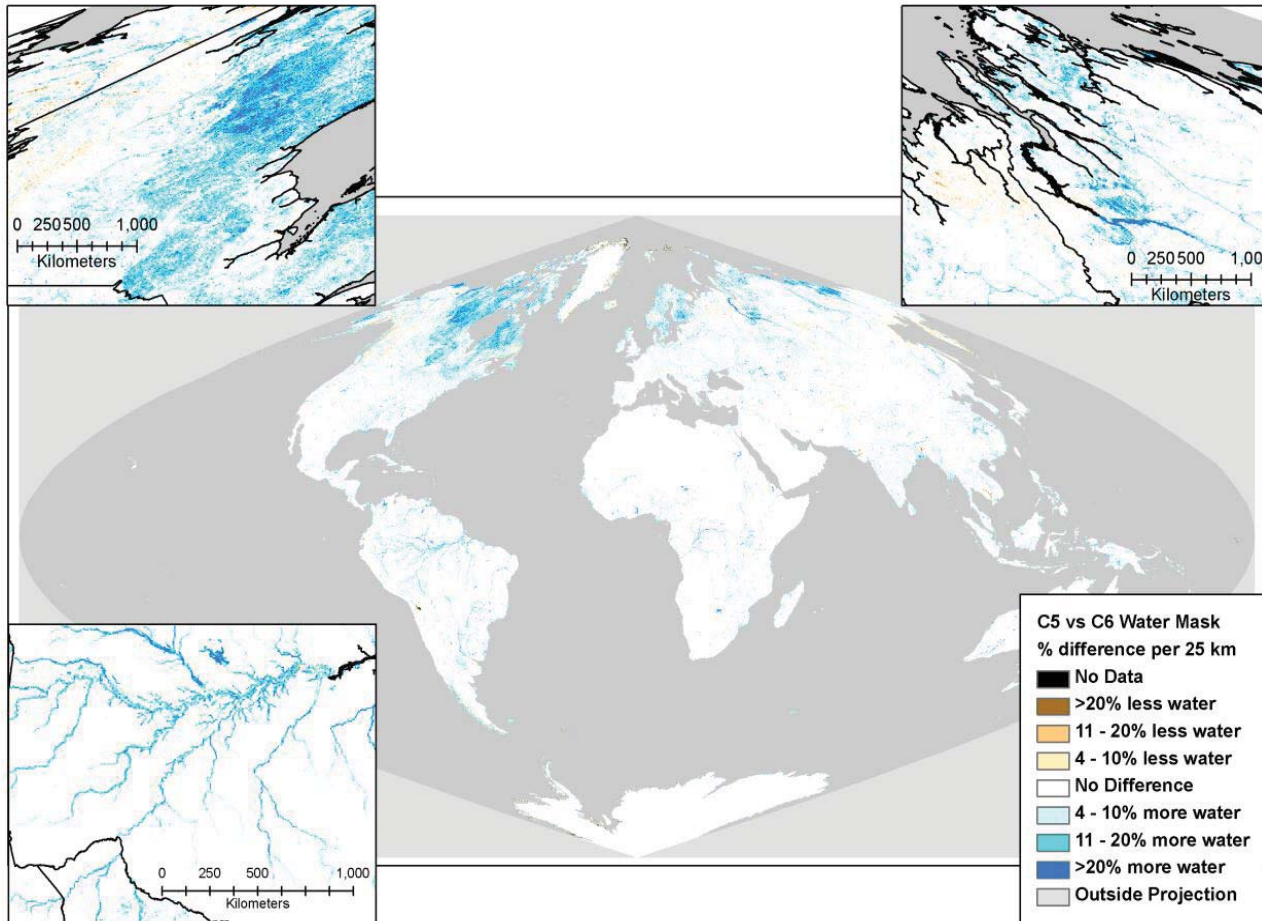 0 250 500 1,000
Kilometers
0 250 500 1,00
Kilometers
0 250 500 1,000
Kilometers
C5 vs C6 Water Mask
% difference per 25 km
No Data
>20% less water
11 - 20% less water
4 - 10% less water
No Difference
4 - 10% more water
11 - 20% more water
>20% more water
Outside Projection